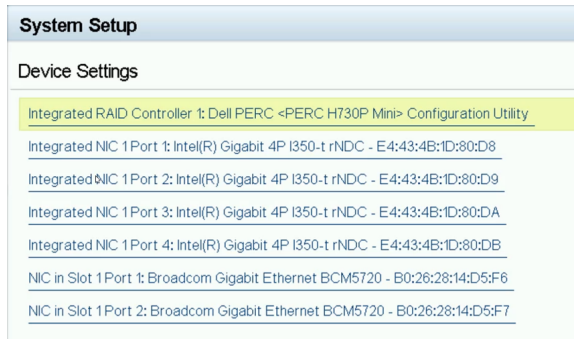 System Setup
Device Settings
Integrated RAID Controller 1: Dell PERC <PERC H730P Mini> Configuration Utility
Integrated NIC 1 Port 1: Intel(R) Gigabit 4P I350-t rNDC - E4:43:4B:1D:80:D8
Integrated NIC 1 Port 2: Intel(R) Gigabit 4P I350-t rNDC - E4:43:4B:1D:80:D9
Integrated NIC 1 Port 3: Intel(R) Gigabit 4P I350-t rNDC - E4:43:4B:1D:80:DA
Integrated NIC 1 Port 4: Intel(R) Gigabit 4P I350-t rNDC - E4:43:4B:1D:80:DB
NIC in Slot 1 Port 1: Broadcom Gigabit Ethernet BCM5720 - B0:26:28:14:D5:F6
NIC in Slot 1 Port 2: Broadcom Gigabit Ethernet BCM5720 - B0:26:28:14:D5:F7